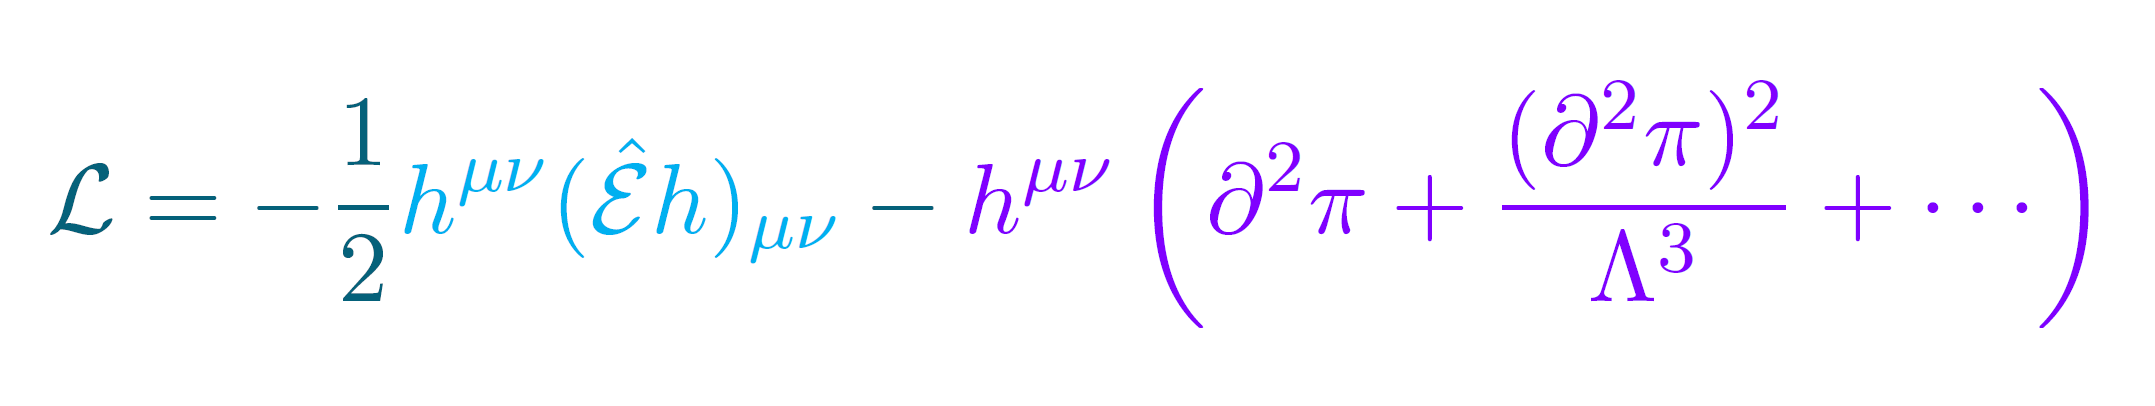 \mathcal{L} = -\frac{1}{2} h^{\mu\nu} (\hat{\mathcal{E}} h)_{\mu\nu} - h^{\mu\nu} \left( \partial^2 \pi + \frac{(\partial^2 \pi)^2}{\Lambda^3} + \cdots \right)